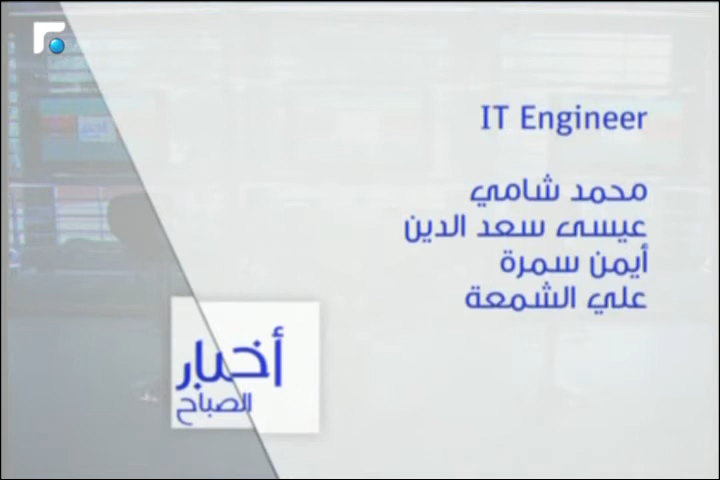 IT Engineer
محمد شامي
عيسى سعد الدين
أيمن سمرة
علي الشمعة
أخبار
الصباح